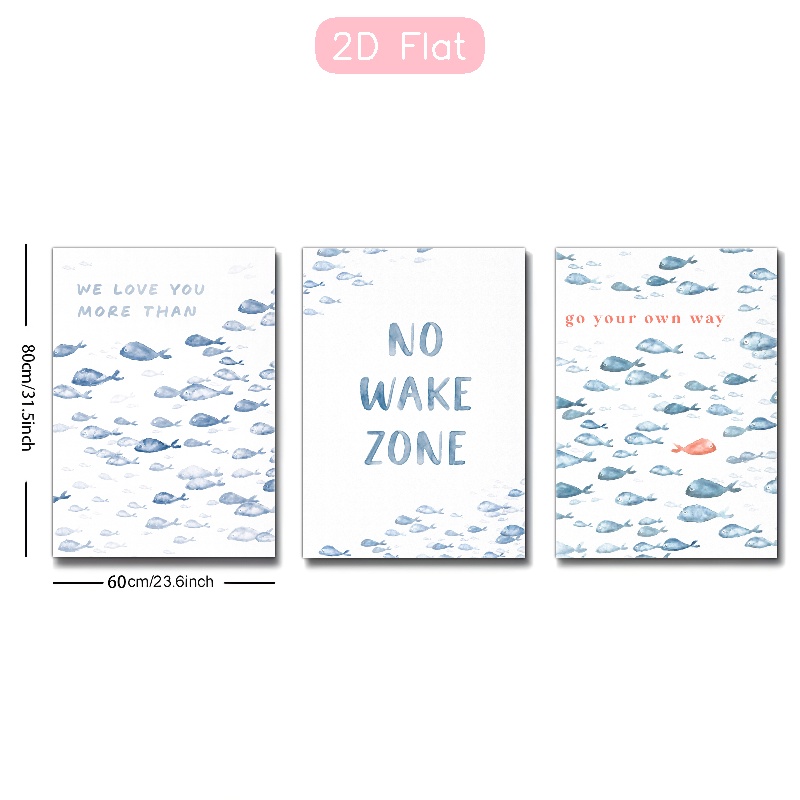 2D Flat
WE LOVE YOU
MORE THAN
NO
WAKE
ZONE
go your own way
80cm/31.5inch
60cm/23.6inch